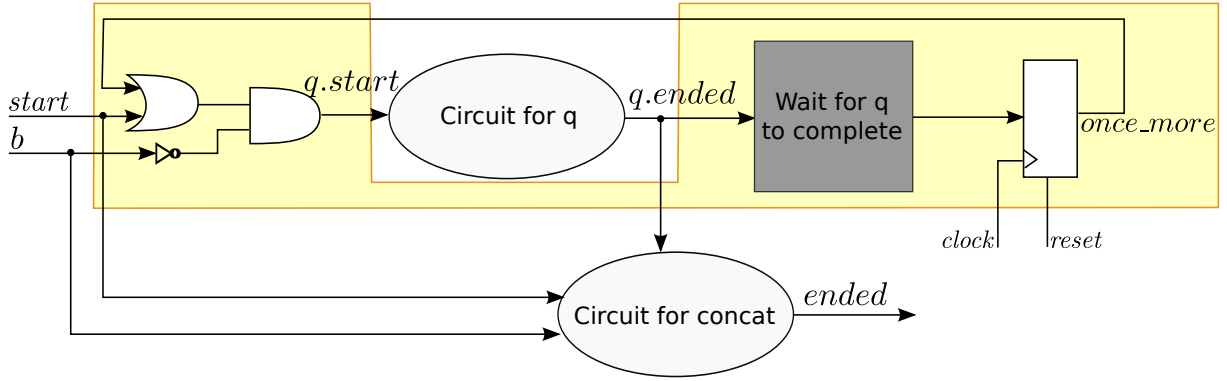 start
b
q.start
Circuit for q
q.ended
Wait for q
to complete
once_more
clock
reset
Circuit for concat
ended